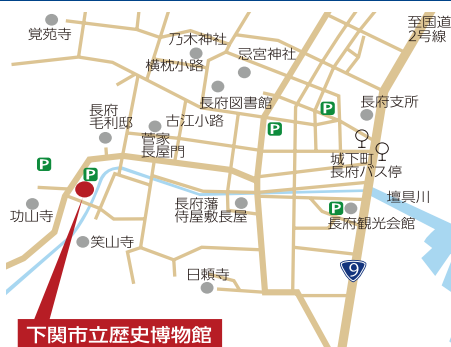 覚苑寺
乃木神社
横枕小路
忌宮神社
至国道
2号線
長府図書館
長府支所
長府
毛利邸
古江小路
菅家
長屋門
城下町
長府バス停
P
P
P
P
P
功山寺
笑山寺
長府藩
侍屋敷長屋
壇具川
長府観光会館
日頼寺
9
下関市立歴史博物館